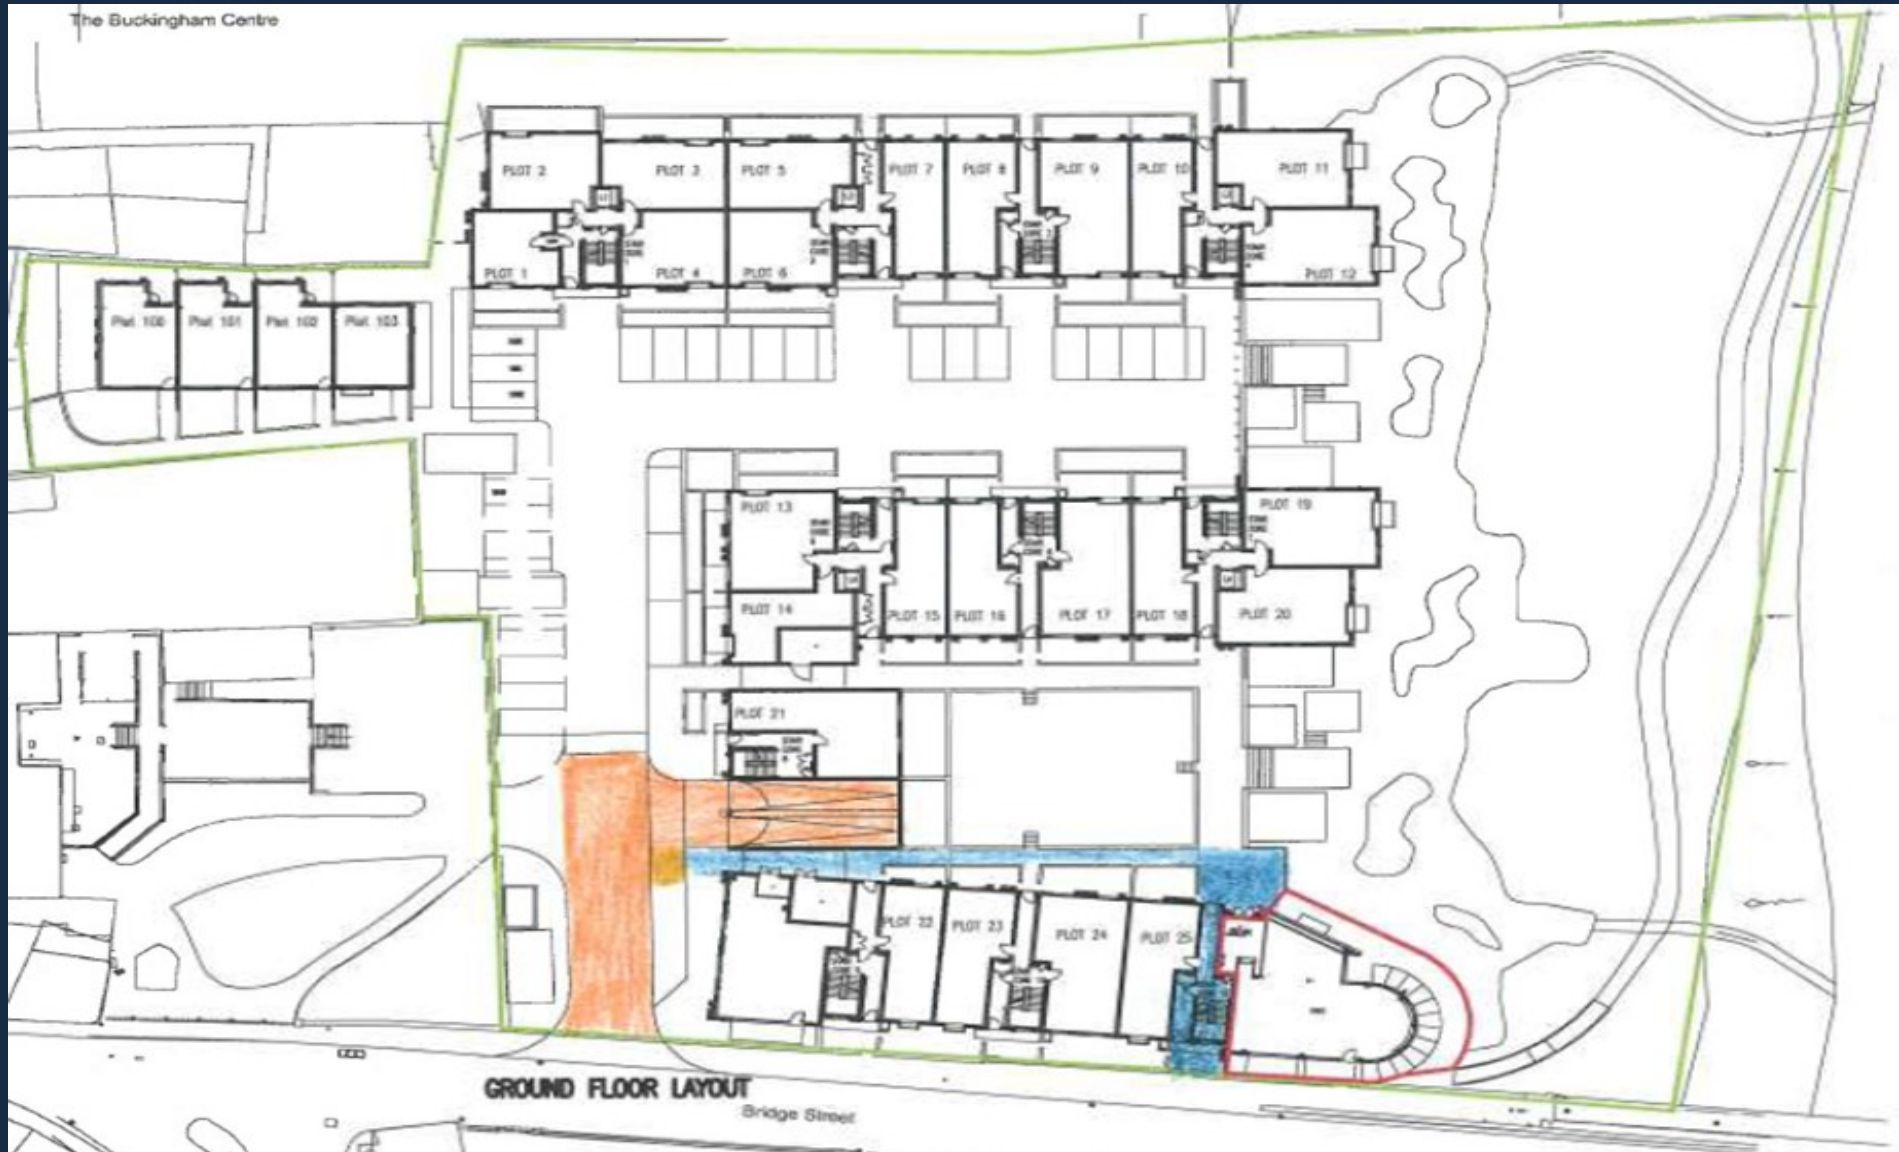 The Buckingham Centre
PLOT 2
PLOT 3
PLOT 5
PLOT 7
PLOT 8
PLOT 9
PLOT 10
PLOT 11
PLOT 1
PLOT 4
PLOT 6
PLOT 12
Plot 100
Plot 101
Plot 102
Plot 103
PLOT 13
PLOT 19
PLOT 14
PLOT 15
PLOT 16
PLOT 17
PLOT 18
PLOT 20
PLOT 21
PLOT 22
PLOT 23
PLOT 24
PLOT 25
GROUND FLOOR LAYOUT
Bridge Street